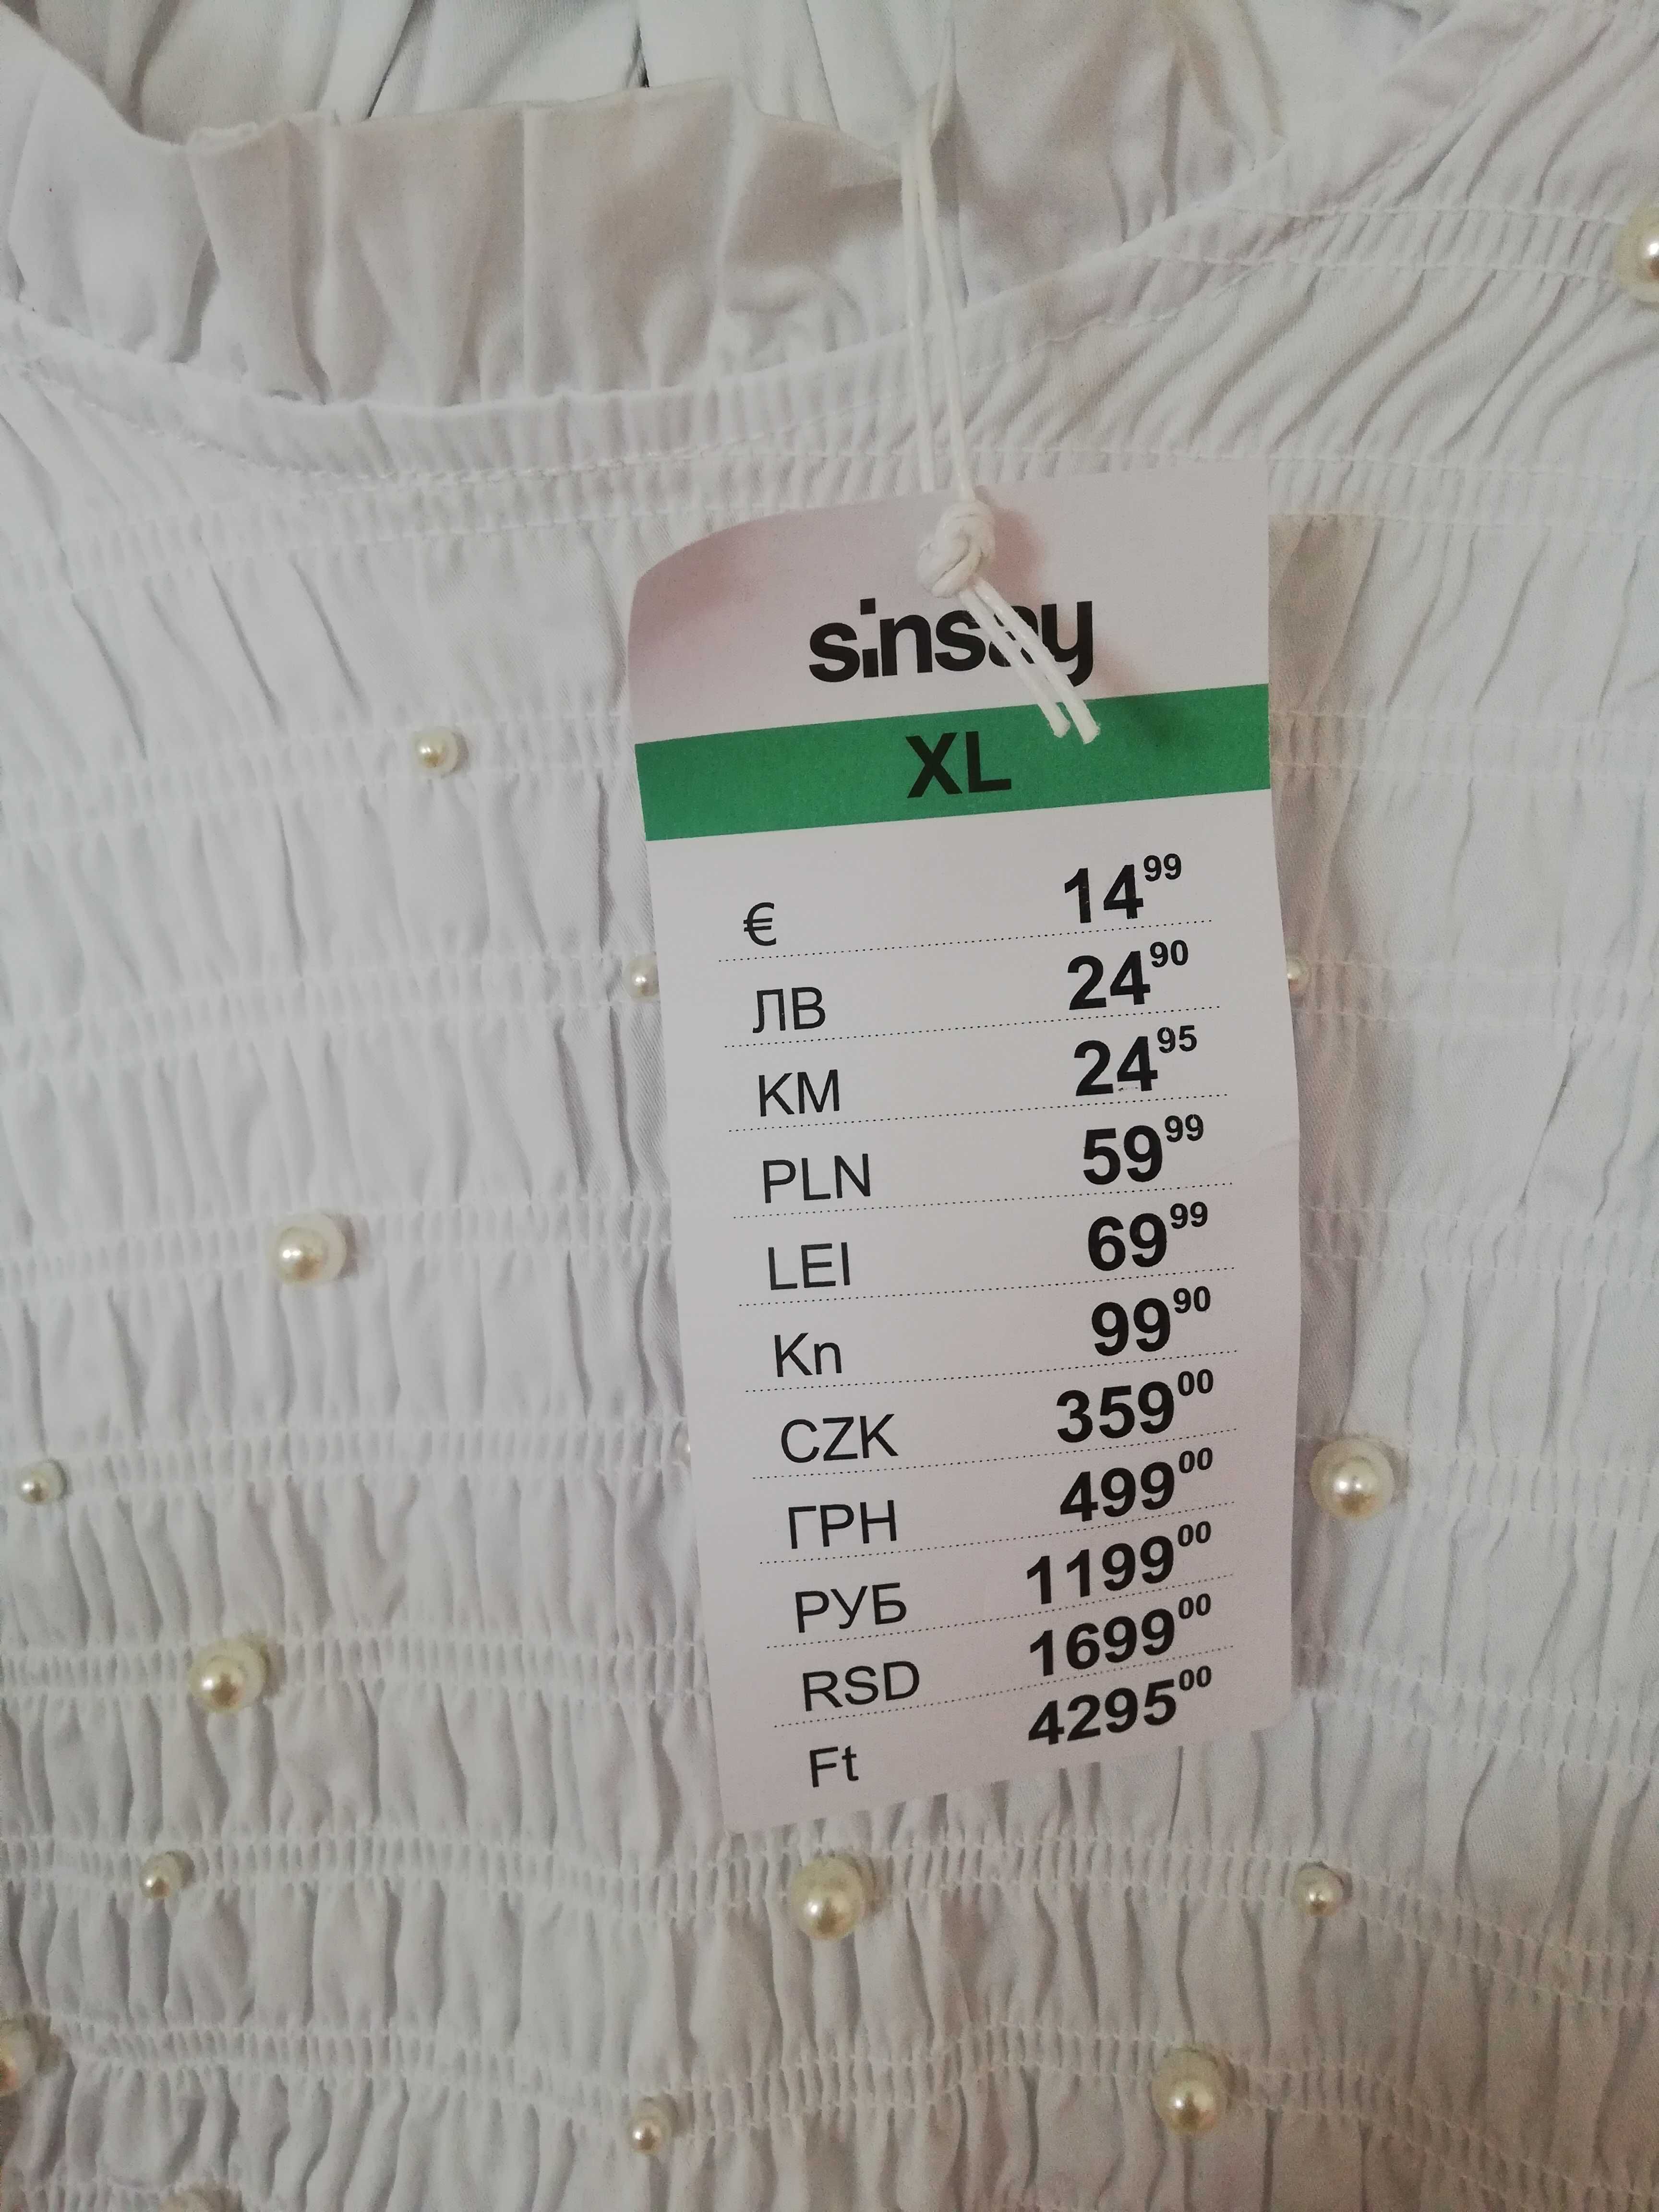 sinsay
XL
€ 14⁹⁹
ЛВ 24⁹⁰
KM 24⁹⁵
PLN 59⁹⁹
LEI 69⁹⁹
Kn 99⁹⁰
CZK 359⁰⁰
ГРН 499⁰⁰
РУБ 1199⁰⁰
RSD 1699⁰⁰
Ft 4295⁰⁰